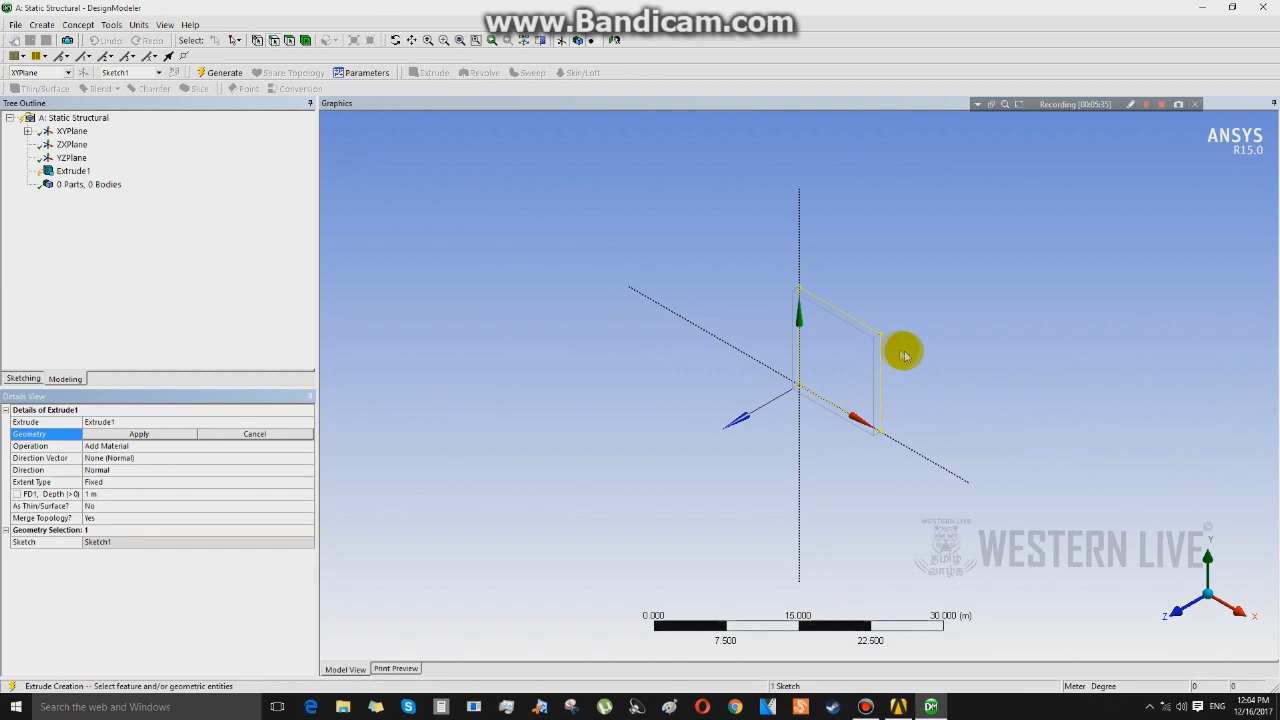 A: Static Structural - DesignModeler
www.Bandicam.com
File Create Concept Tools Units View Help
Undo Redo Select:
XYPlane Sketch1 Generate Share Topology Parameters Extrude Revolve Sweep Skin/Loft
Thin/Surface Blend Chamfer Slice Point Conversion
Tree Outline
Graphics
Recording [00:05:35]
A: Static Structural
XYPlane
ZXPlane
YZPlane
Extrude1
0 Parts, 0 Bodies
ANSYS
R15.0
Sketching Modeling
Details View
Details of Extrude1
Extrude Extrude1
Geometry Apply Cancel
Operation Add Material
Direction Vector None (Normal)
Direction Normal
Extent Type Fixed
FD1, Depth (>0) 1 m
As Thin/Surface? No
Merge Topology? Yes
Geometry Selection: 1
Sketch Sketch1
WESTERN LIVE
தமிழ்
வாழ்க
WESTERN LIVE ©
Y
Z X
0.000 15.000 30.000 (m)
7.500 22.500
Model View Print Preview
Extrude Creation -- Select feature and/or geometric entities 1 Sketch Meter Degree 0 0
Search the web and Windows
DM
ENG
12:04 PM
12/16/2017